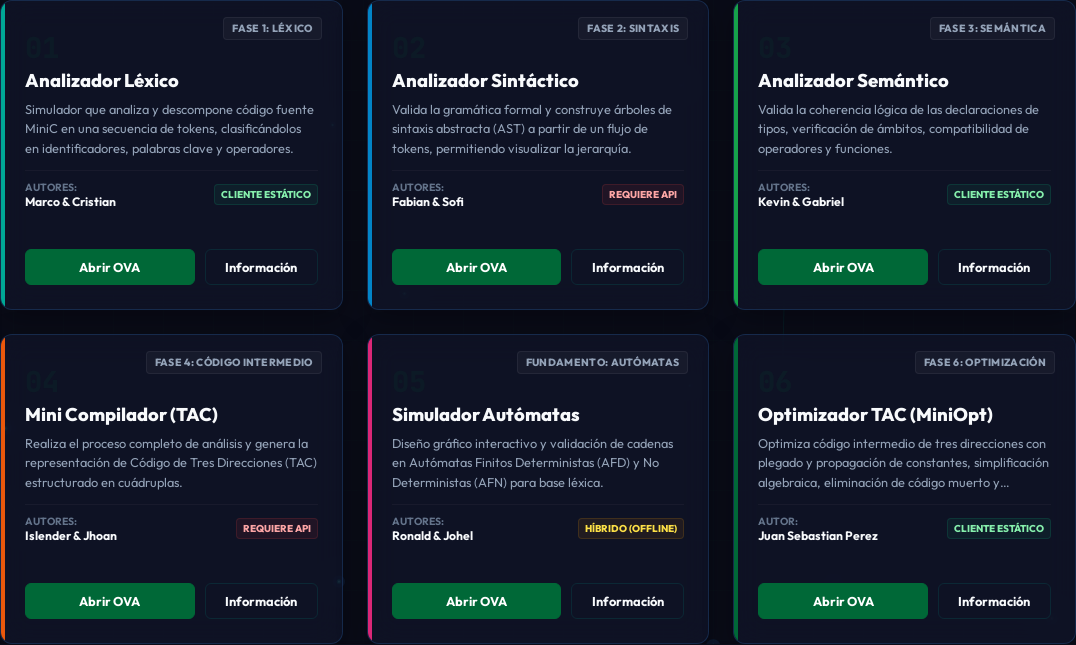 FASE 1: LÉXICO
01
Analizador Léxico
Simulador que analiza y descompone código fuente
MiniC en una secuencia de tokens, clasificándolos
en identificadores, palabras clave y operadores.
AUTORES:
Marco & Cristian
CLIENTE ESTÁTICO
Abrir OVA
Información
FASE 2: SINTAXIS
02
Analizador Sintáctico
Valida la gramática formal y construye árboles de
sintaxis abstracta (AST) a partir de un flujo de
tokens, permitiendo visualizar la jerarquía.
AUTORES:
Fabian & Sofi
REQUIERE API
Abrir OVA
Información
FASE 3: SEMÁNTICA
03
Analizador Semántico
Valida la coherencia lógica de las declaraciones de
tipos, verificación de ámbitos, compatibilidad de
operadores y funciones.
AUTORES:
Kevin & Gabriel
CLIENTE ESTÁTICO
Abrir OVA
Información
FASE 4: CÓDIGO INTERMEDIO
04
Mini Compilador (TAC)
Realiza el proceso completo de análisis y genera la
representación de Código de Tres Direcciones (TAC)
estructurado en cuádruplas.
AUTORES:
Islender & Jhoan
REQUIERE API
Abrir OVA
Información
FUNDAMENTO: AUTÓMATAS
05
Simulador Autómatas
Diseño gráfico interactivo y validación de cadenas
en Autómatas Finitos Deterministas (AFD) y No
Deterministas (AFN) para base léxica.
AUTORES:
Ronald & Johel
HÍBRIDO (OFFLINE)
Abrir OVA
Información
FASE 6: OPTIMIZACIÓN
06
Optimizador TAC (MiniOpt)
Optimiza código intermedio de tres direcciones con
plegado y propagación de constantes, simplificación
algebraica, eliminación de código muerto y...
AUTOR:
Juan Sebastian Perez
CLIENTE ESTÁTICO
Abrir OVA
Información